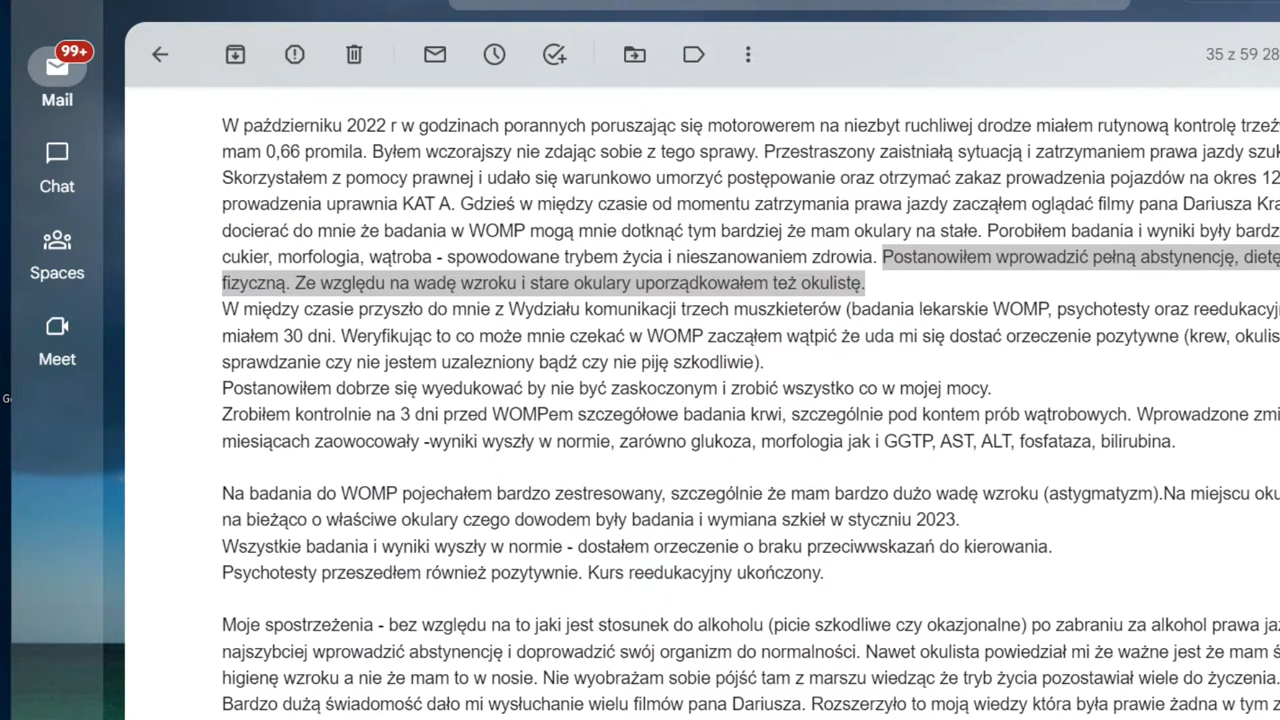 99+
Mail
Chat
Spaces
Meet
35 z 59 28
W październiku 2022 r w godzinach porannych poruszając się motorowerem na niezbyt ruchliwej drodze miałem rutynową kontrolę
mam 0,66 promila. Byłem wczorajszy nie zdając sobie z tego sprawy. Przestraszony zaistniałą sytuacją i zatrzymaniem prawa jazdy
Skorzystałem z pomocy prawnej i udało się warunkowo umorzyć postępowanie oraz otrzymać zakaz prowadzenia pojazdów na okres 12
prowadzenia uprawnia KAT A. Gdzieś w między czasie od momentu zatrzymania prawa jazdy zacząłem oglądać filmy pana Dariusza
docierać do mnie że badania w WOMP mogą mnie dotknąć tym bardziej że mam okulary na stałe. Porobiłem badania i wyniki były
cukier, morfologia, wątroba - spowodowane trybem życia i nieszanowaniem zdrowia. Postanowiłem wprowadzić pełną abstynencję, dietę
fizyczną. Ze względu na wadę wzroku i stare okulary uporządkowałem też okulistę.
W między czasie przyszło do mnie z Wydziału komunikacji trzech muszkieterów (badania lekarskie WOMP, psychotesty oraz
miałem 30 dni. Weryfikując to co może mnie czekać w WOMP zacząłem wątpić że uda mi się dostać orzeczenie pozytywne (krew,
sprawdzanie czy nie jestem uzalezniony bądź czy nie piję szkodliwie).
Postanowiłem dobrze się wyedukować by nie być zaskoczonym i zrobić wszystko co w mojej mocy.
Zrobiłem kontrolnie na 3 dni przed WOMPem szczegółowe badania krwi, szczególnie pod kontem prób wątrobowych. Wprowadzone
miesiącach zaowocowały -wyniki wyszły w normie, zarówno glukoza, morfologia jak i GGTP, AST, ALT, fosfataza, bilirubina.
Na badania do WOMP pojechałem bardzo zestresowany, szczególnie że mam bardzo dużo wadę wzroku (astygmatyzm).Na miejscu
na bieżąco o właściwe okulary czego dowodem były badania i wymiana szkieł w styczniu 2023.
Wszystkie badania i wyniki wyszły w normie - dostałem orzeczenie o braku przeciwwskazań do kierowania.
Psychotesty przeszedłem również pozytywnie. Kurs reedukacyjny ukończony.
Moje spostrzeżenia - bez względu na to jaki jest stosunek do alkoholu (picie szkodliwe czy okazjonalne) po zabraniu za alkohol prawa
najszybciej wprowadzić abstynencję i doprowadzić swój organizm do normalności. Nawet okulista powiedział mi że ważne jest że mam
higienę wzroku a nie że mam to w nosie. Nie wyobrażam sobie pójść tam z marszu wiedząc że tryb życia pozostawiał wiele do życzenia.
Bardzo dużą świadomość dało mi wysłuchanie wielu filmów pana Dariusza. Rozszerzyło to moją wiedzy która była prawie żadna w tym